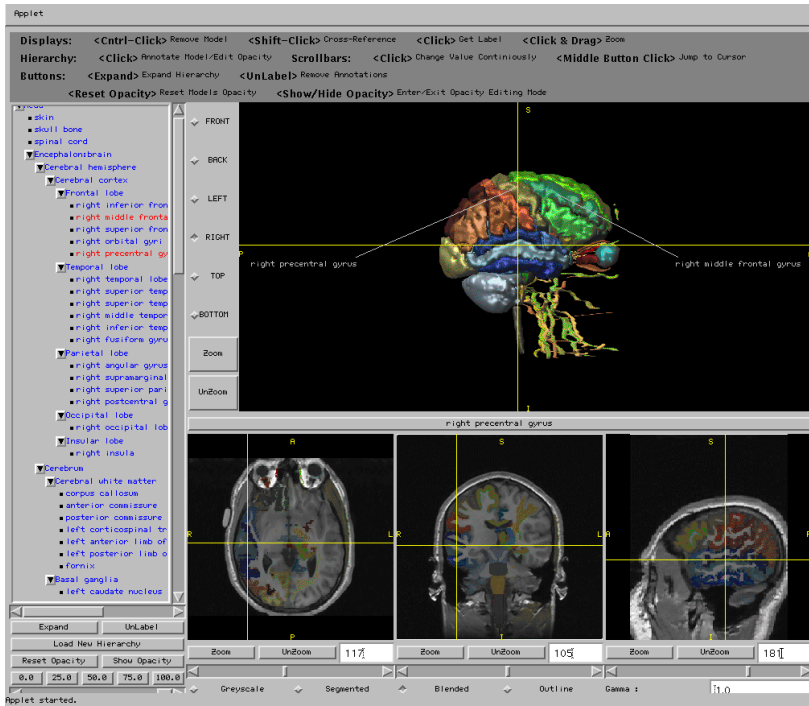 Applet
Displays: <Cntrl-Click> Remove Model <Shift-Click> Cross-Reference <Click> Get Label <Click & Drag> Zoom
Hierarchy: <Click> Annotate Model/Edit Opacity Scrollbars: <Click> Change Value Continiously <Middle Button Click> Jump to Cursor
Buttons: <Expand> Expand Hierarchy <UnLabel> Remove Annotations
<Reset Opacity> Reset Models Opacity <Show/Hide Opacity> Enter/Exit Opacity Editing Mode
skin
skull bone
spinal cord
Encephalon:brain
Cerebral hemisphere
Cerebral cortex
Frontal lobe
right inferior fron
right middle fronta
right superior fron
right orbital gyri
right precentral gy
Temporal lobe
right temporal lobe
right superior temp
right superior temp
right middle tempor
right inferior temp
right fusiform gyru
Parietal lobe
right angular gyrus
right supramarginal
right superior pari
right postcentral g
Occipital lobe
right occipital lob
Insular lobe
right insula
Cerebrum
Cerebral white matter
corpus callosum
anterior commissure
posterior commissure
left corticospinal tr
left anterior limb of
left posterior limb o
fornix
Basal ganglia
left caudate nucleus
Expand UnLabel
Load New Hierarchy
Reset Opacity Show Opacity
0.0 25.0 50.0 75.0 100.0
Applet started.
FRONT
BACK
LEFT
RIGHT
TOP
BOTTOM
Zoom
UnZoom
S
P
right precentral gyrus right middle frontal gyrus
I
right precentral gyrus
A S S
R L R L A
P I I
Zoom UnZoom 117 Zoom UnZoom 105 Zoom UnZoom 181
Greyscale Segmented Blended Outline Gamma : 1.0